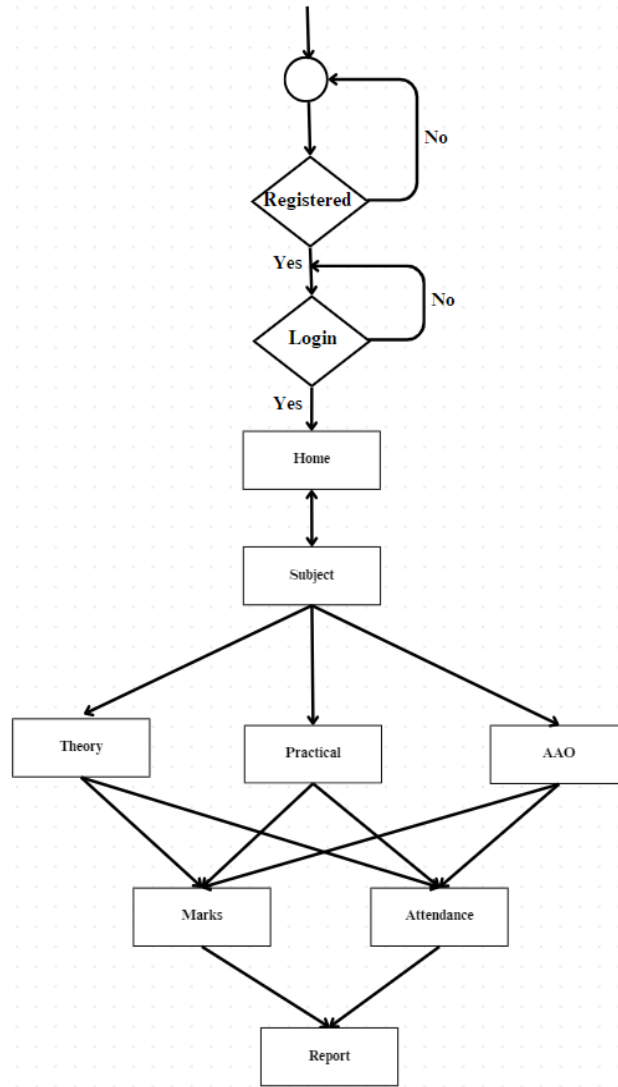 No
Registered
Yes
No
Login
Yes
Home
Subject
Theory
Practical
AAO
Marks
Attendance
Report